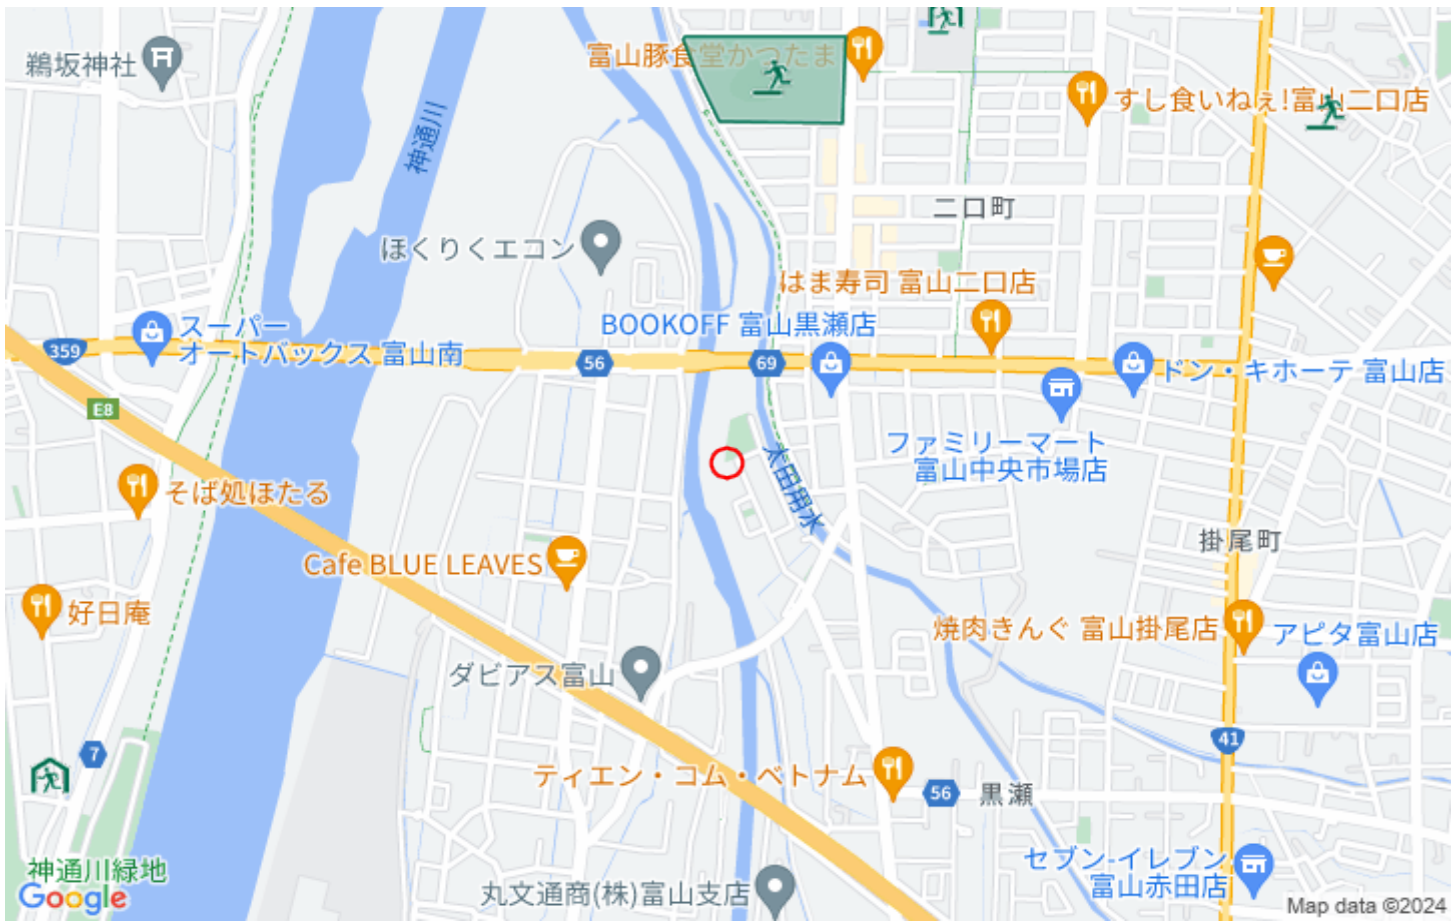 鵜坂神社
富山豚食堂かつたま
すし食いねぇ!富山二口店
神通川
二口町
ほくりくエコン
はま寿司 富山二口店
BOOKOFF 富山黒瀬店
スーパー
オートバックス 富山南
359
56
69
ドン・キホーテ 富山店
E8
ファミリーマート
富山中央市場店
太田用水
そば処ほたる
掛尾町
Cafe BLUE LEAVES
好日庵
焼肉きんぐ 富山掛尾店
アピタ富山店
ダビアス富山
41
7
ティエン・コム・ベトナム
56
黒瀬
神通川緑地
セブン-イレブン
富山赤田店
丸文通商(株)富山支店
Google
Map data ©2024